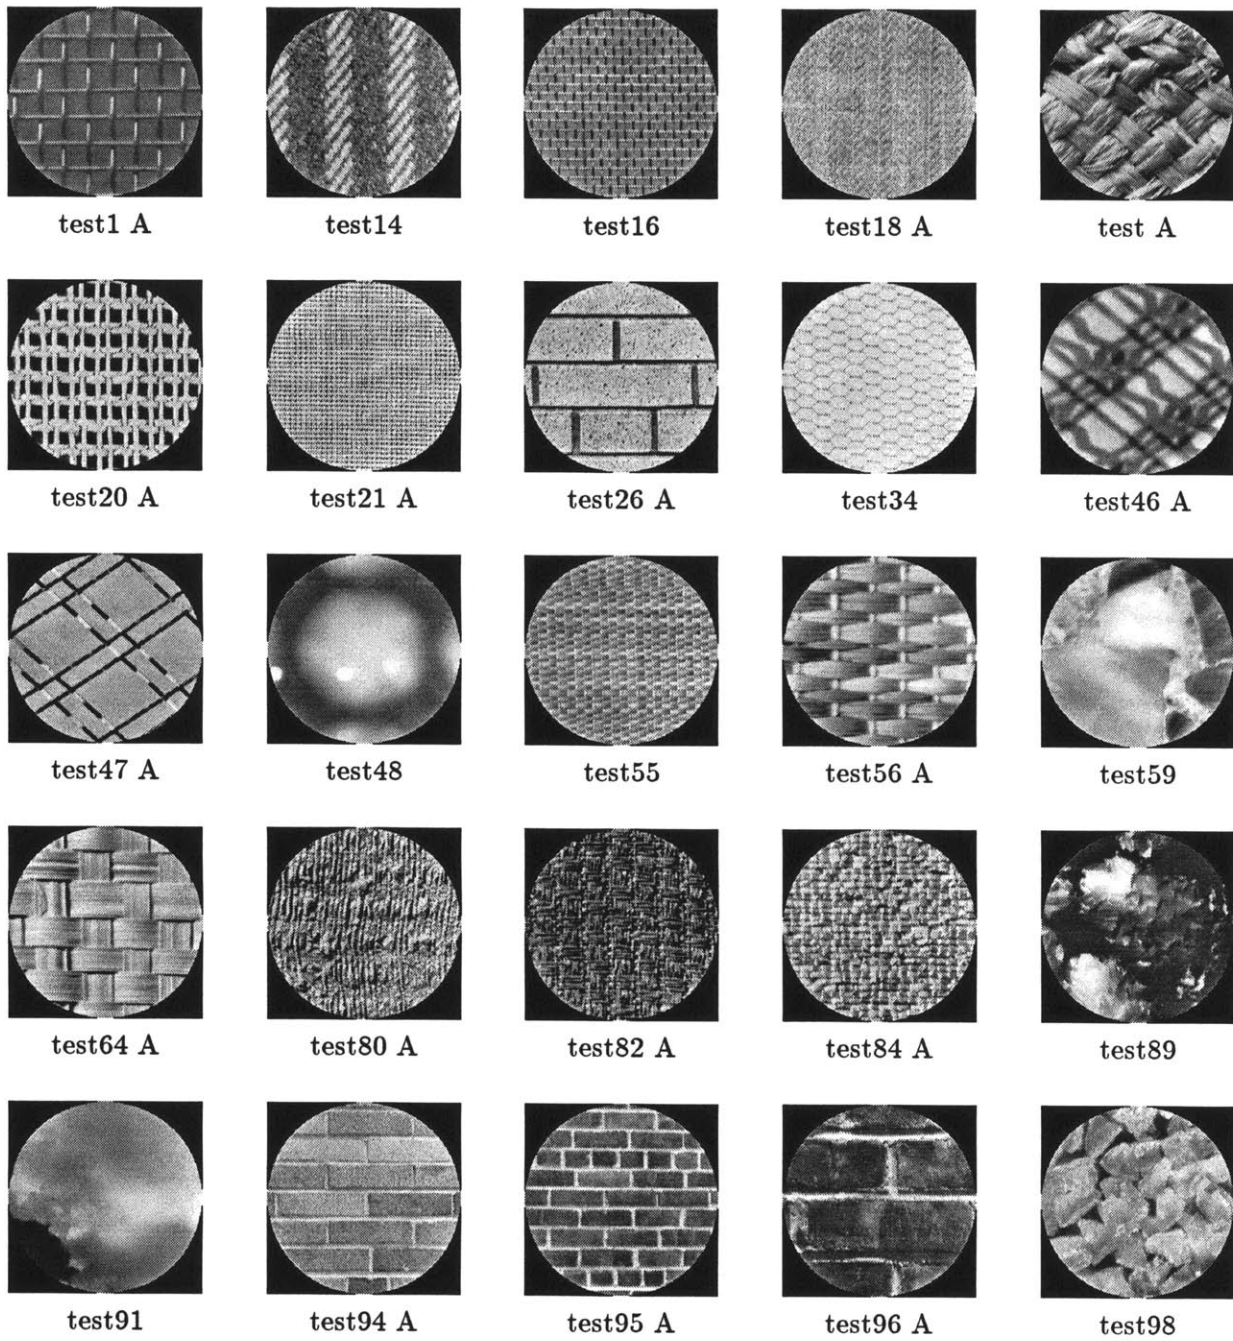 test1 A test14 test16 test18 A test A
test20 A test21 A test26 A test34 test46 A
test47 A test48 test55 test56 A test59
test64 A test80 A test82 A test84 A test89
test91 test94 A test95 A test96 A test98